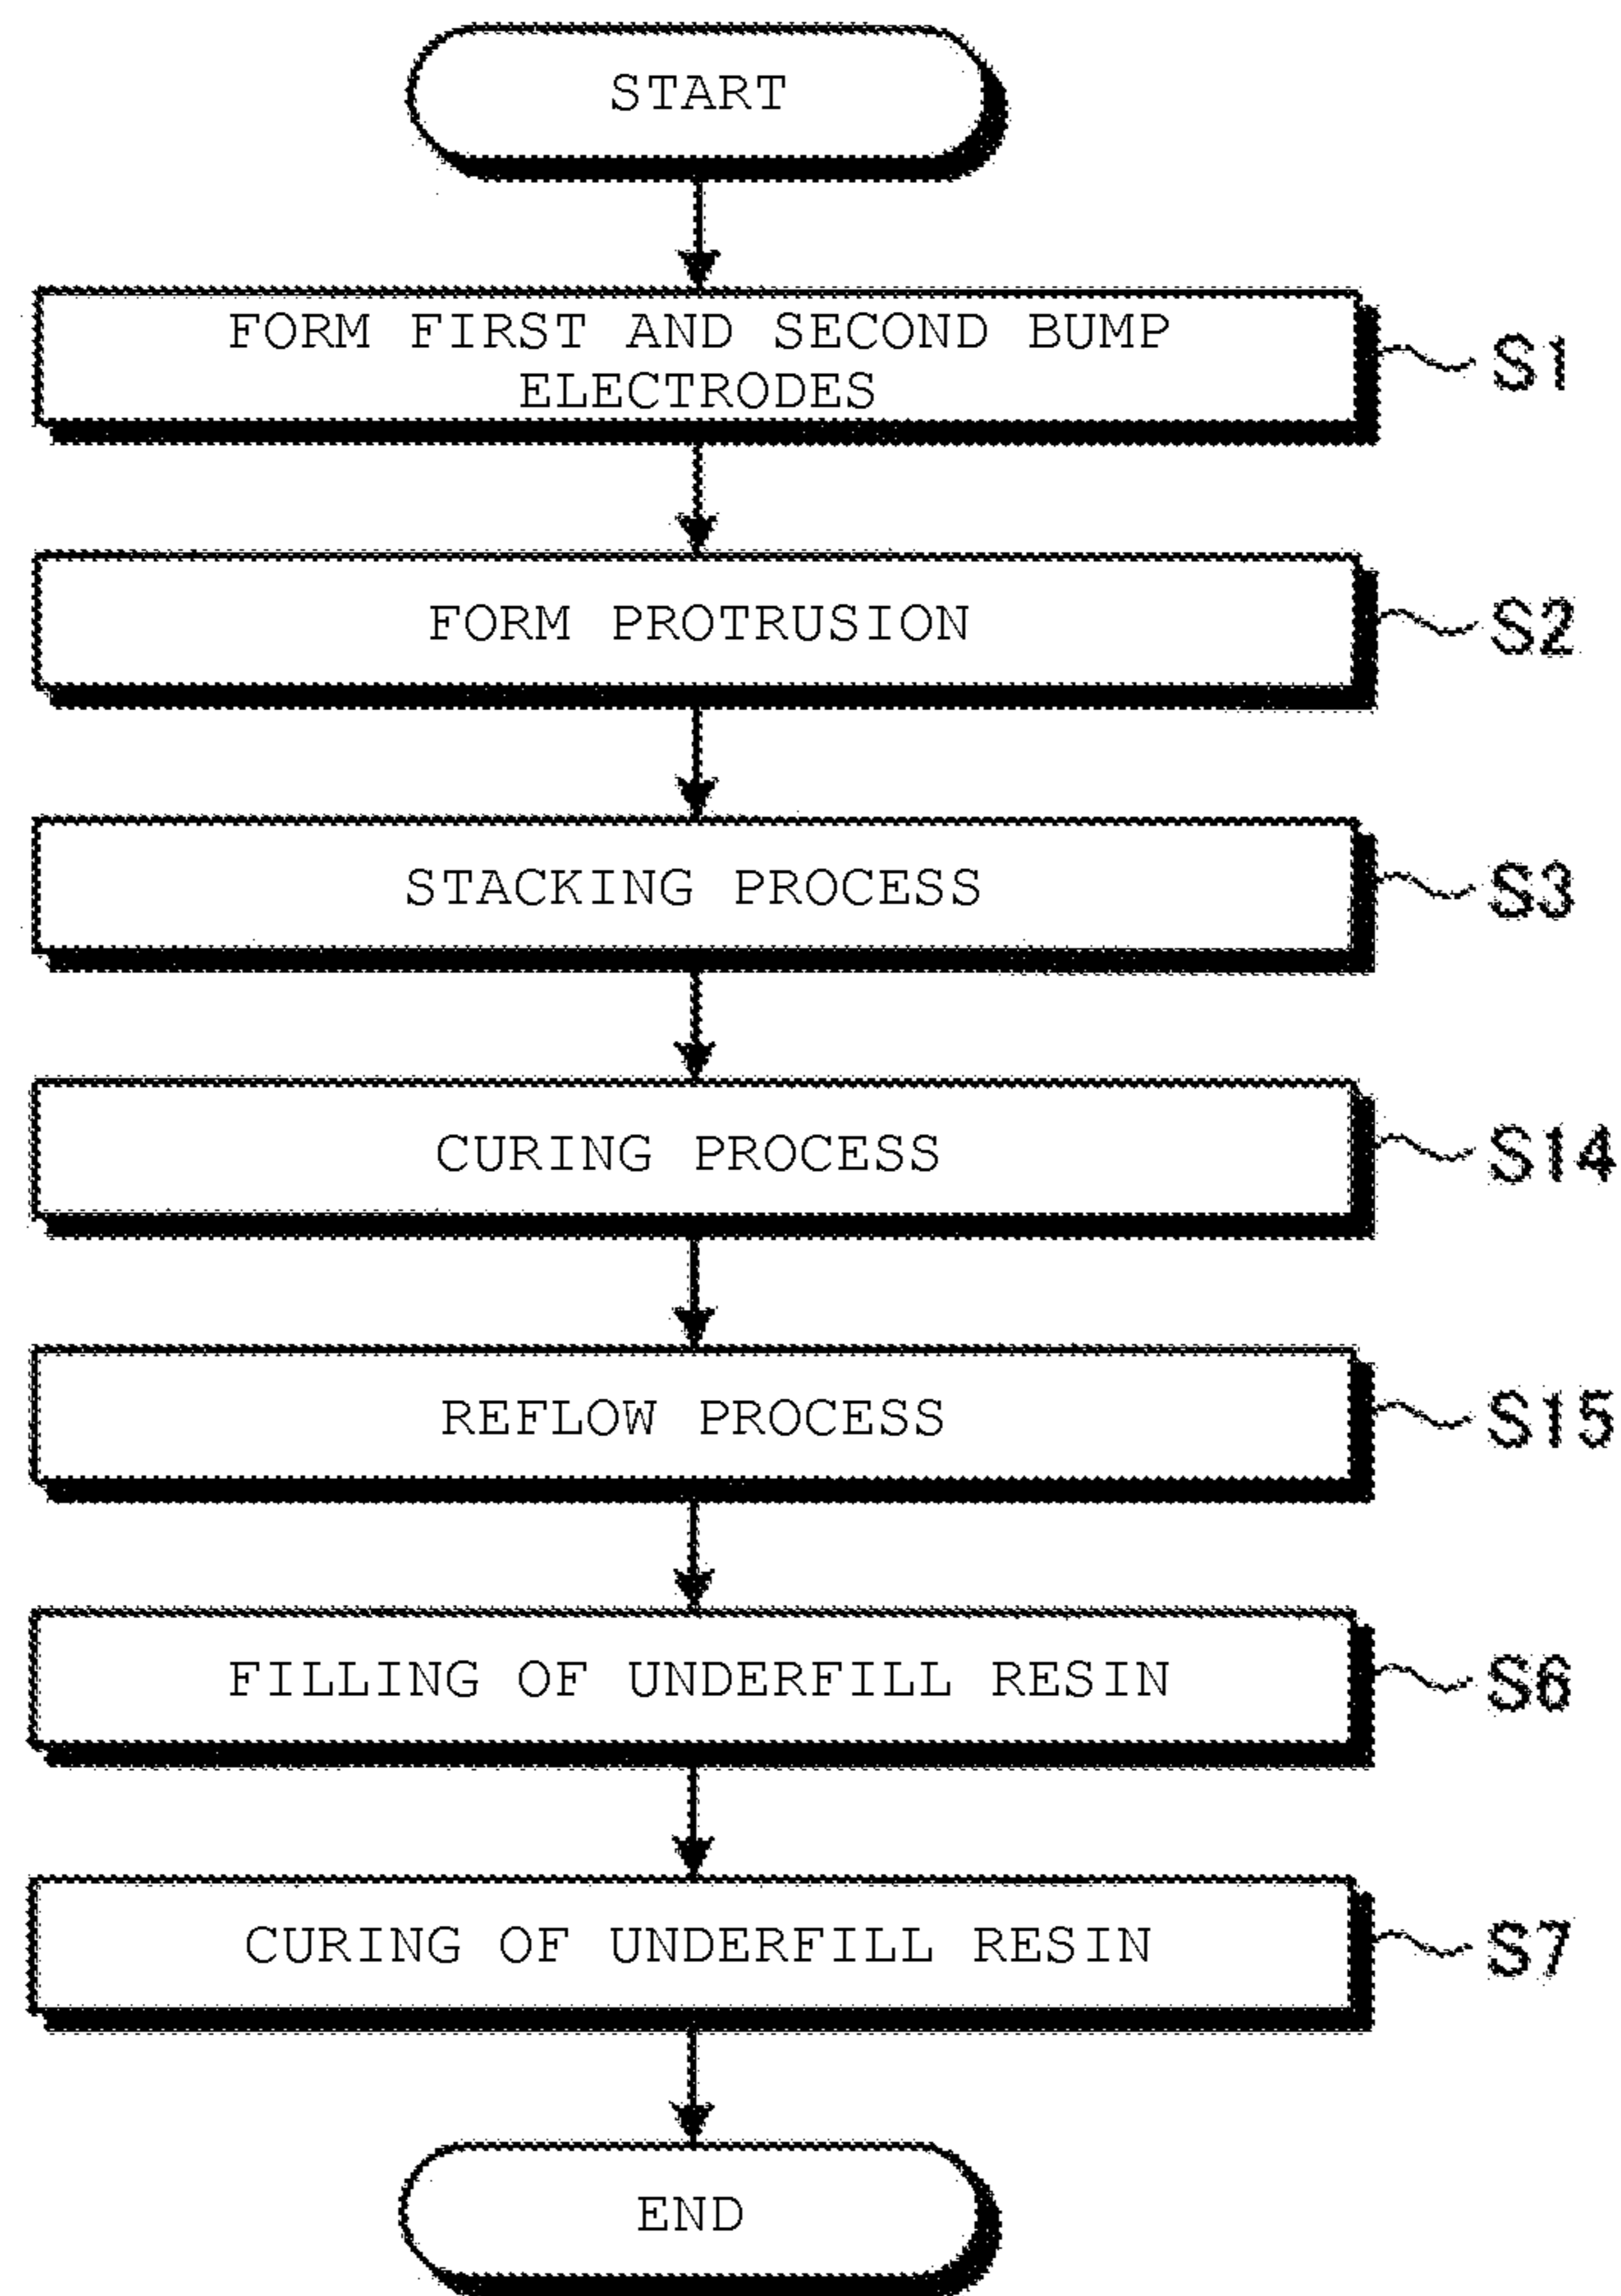 START
FORM FIRST AND SECOND BUMP
ELECTRODES
S1
FORM PROTRUSION
S2
STACKING PROCESS
S3
CURING PROCESS
S14
REFLOW PROCESS
S15
FILLING OF UNDERFILL RESIN
S6
CURING OF UNDERFILL RESIN
S7
END